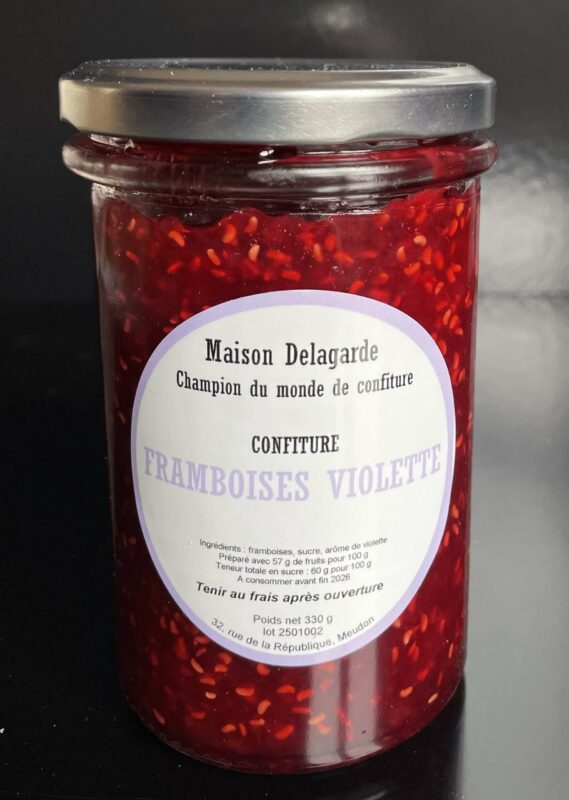 Maison Delagarde
Champion du monde de confiture
CONFITURE
FRAMBOISES VIOLETTE
Ingrédients : framboises, sucre, arôme de violette
Préparé avec 57 g de fruits pour 100 g
Teneur totale en sucre : 60 g pour 100 g
A consommer avant fin 2026
Tenir au frais après ouverture
Poids net 330 g
lot 2501002
32, rue de la République, Meudon